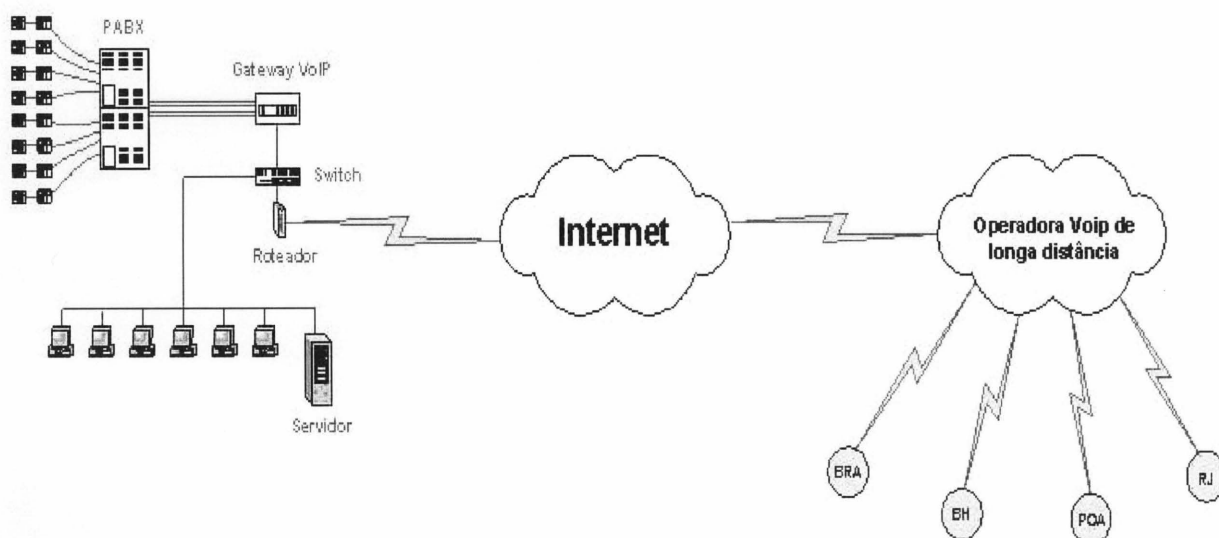 PABX
Gateway VoIP
Switch
Roteador
Internet
Operadora Voip de
longa distância
Servidor
BRA
BH
POA
RJ